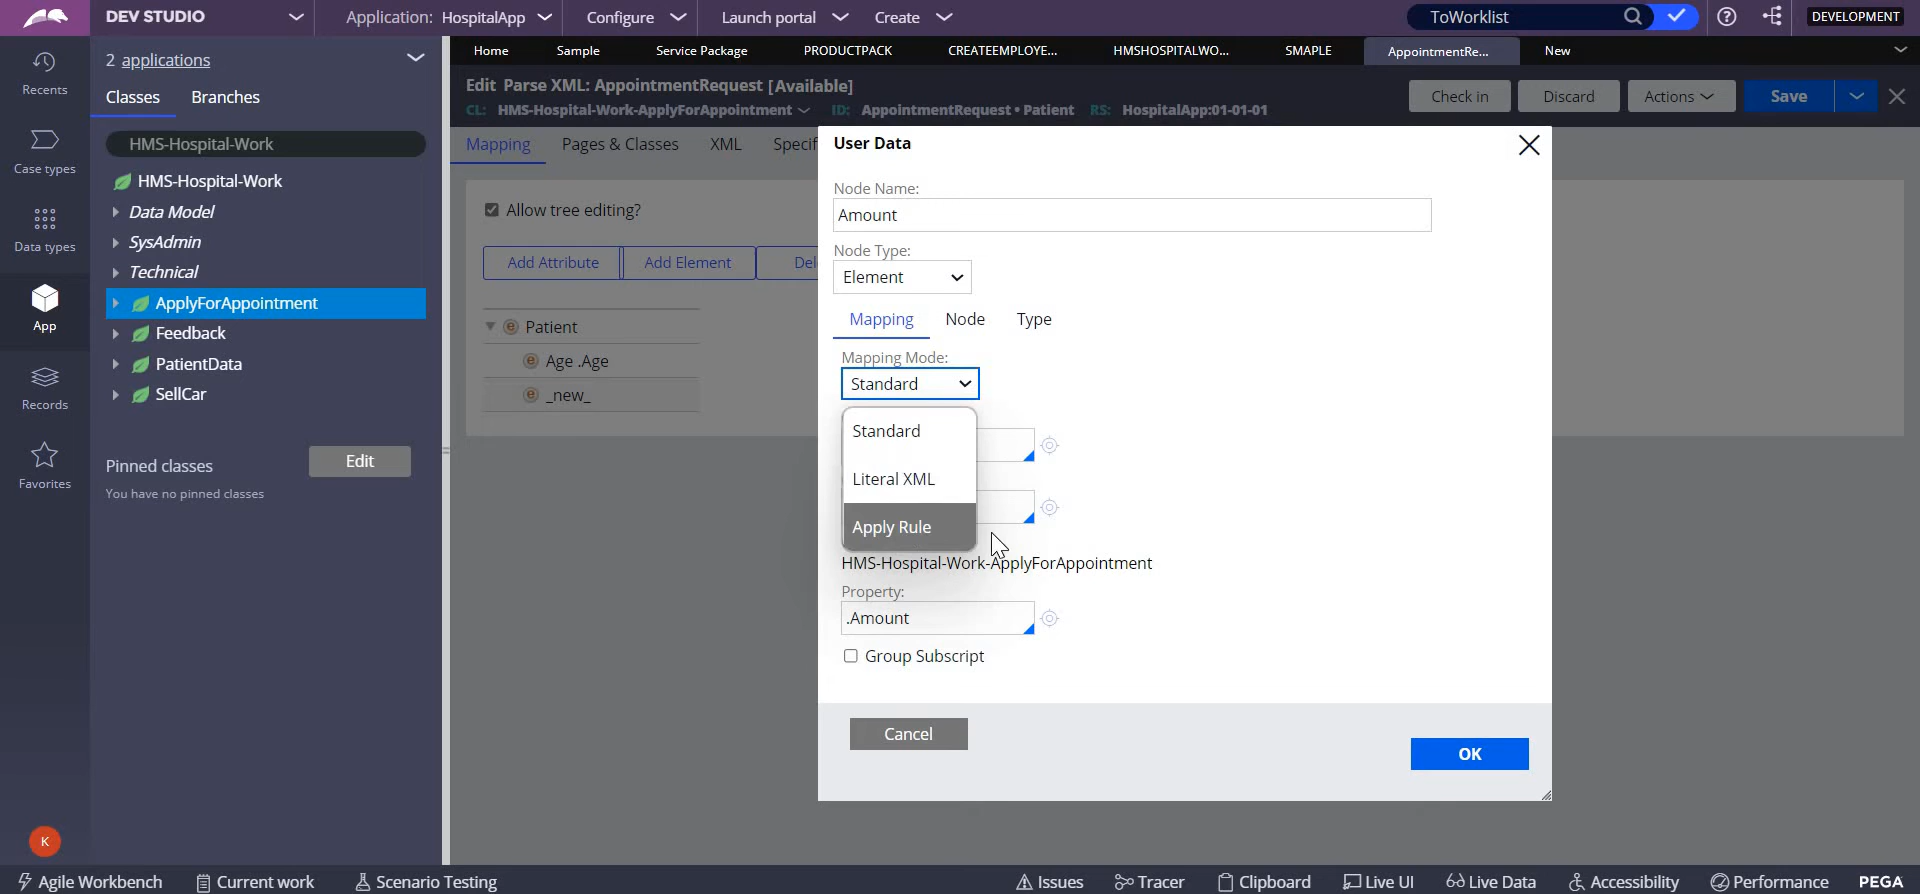 DEV STUDIO
Application: HospitalApp
Configure
Launch portal
Create
ToWorklist
DEVELOPMENT
Home
Sample
Service Package
PRODUCTPACK
CREATEEMPLOYE...
HMSHOSPITALWO...
SMAPLE
AppointmentRe...
New
Edit Parse XML: AppointmentRequest [Available]
CL: HMS-Hospital-Work-ApplyForAppointment ID: AppointmentRequest • Patient RS: HospitalApp:01-01-01
Check in
Discard
Actions
Save
Recents
Case types
Data types
App
Records
Favorites
K
2 applications
Classes
Branches
HMS-Hospital-Work
HMS-Hospital-Work
Data Model
SysAdmin
Technical
ApplyForAppointment
Feedback
PatientData
SellCar
Pinned classes
Edit
You have no pinned classes
Mapping
Pages & Classes
XML
Specif
Allow tree editing?
Add Attribute
Add Element
Del
e Patient
e Age .Age
e _new_
User Data
Node Name:
Amount
Node Type:
Element
Mapping
Node
Type
Mapping Mode:
Standard
Standard
Literal XML
Apply Rule
HMS-Hospital-Work-ApplyForAppointment
Property:
.Amount
Group Subscript
Cancel
OK
Agile Workbench
Current work
Scenario Testing
Issues
Tracer
Clipboard
Live UI
Live Data
Accessibility
Performance
PEGA